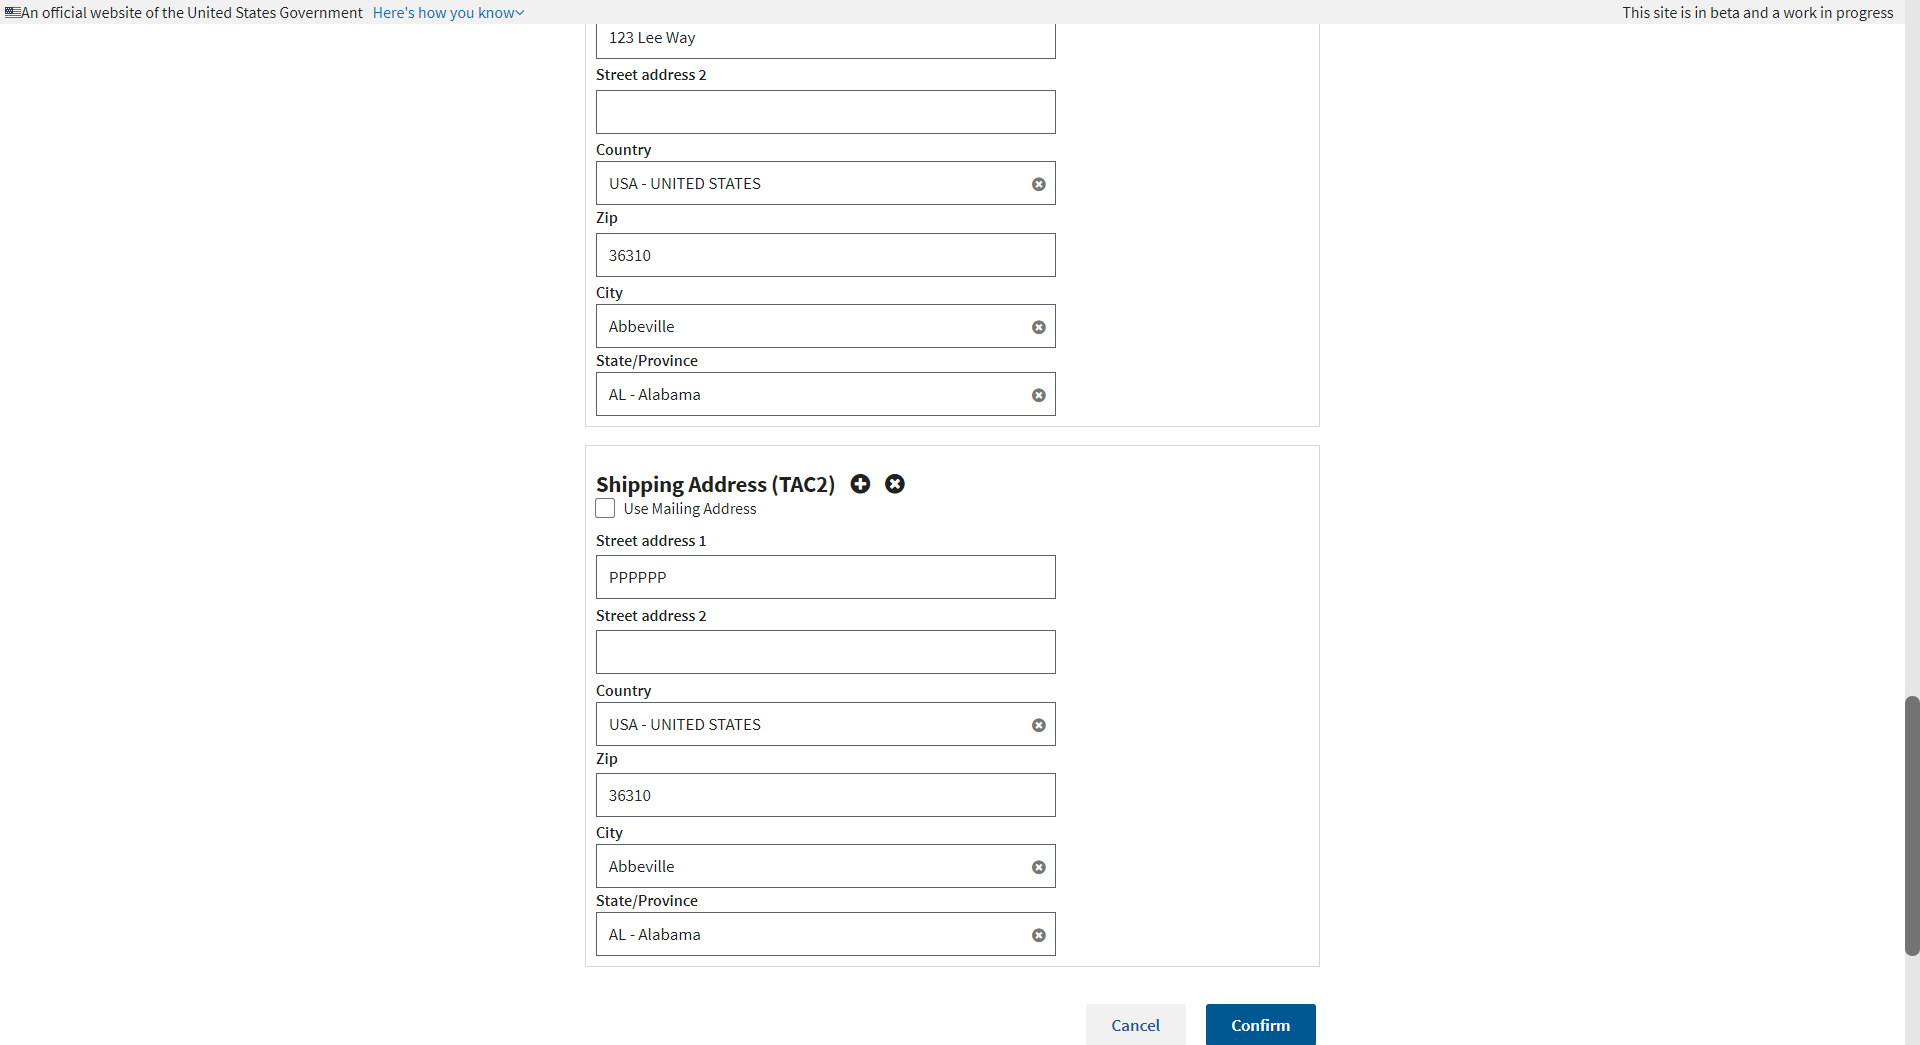 An official website of the United States Government Here's how you know
This site is in beta and a work in progress
123 Lee Way
Street address 2
Country
USA - UNITED STATES
Zip
36310
City
Abbeville
State/Province
AL - Alabama
Shipping Address (TAC2)
Use Mailing Address
Street address 1
PPPPPP
Street address 2
Country
USA - UNITED STATES
Zip
36310
City
Abbeville
State/Province
AL - Alabama
Cancel
Confirm